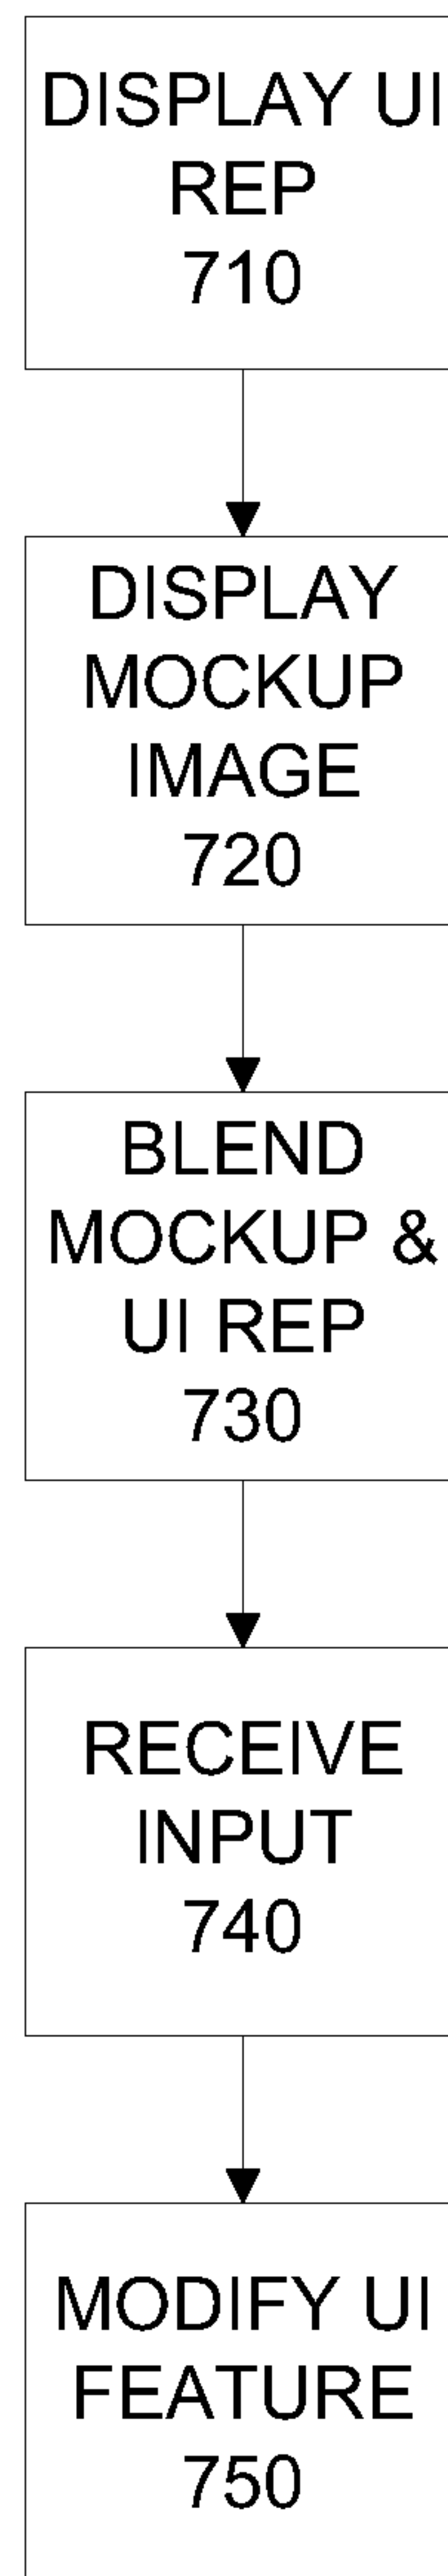 DISPLAY UI
REP
710
DISPLAY
MOCKUP
IMAGE
720
BLEND
MOCKUP &
UI REP
730
RECEIVE
INPUT
740
MODIFY UI
FEATURE
750